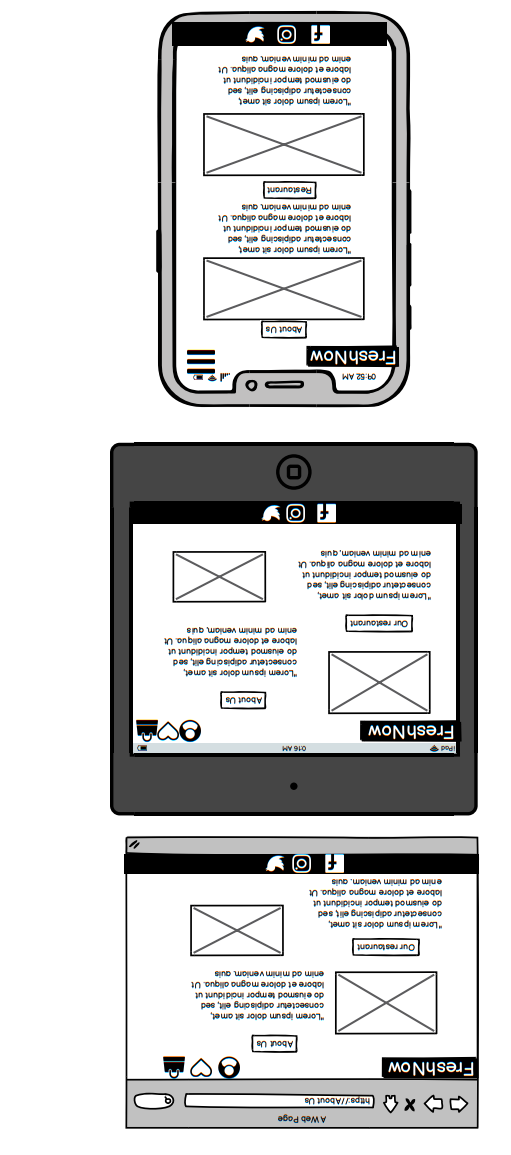 A Web Page
https://About Us
FreshNow
About Us
"Lorem ipsum dolor sit amet,
consectetur adipiscing elit, sed
do eiusmod tempor incididunt ut
labore et dolore magna aliqua. Ut
enim ad minim veniam, quis
Our restaurant
"Lorem ipsum dolor sit amet,
consectetur adipiscing elit, sed
do eiusmod tempor incididunt ut
labore et dolore magna aliqua. Ut
enim ad minim veniam, quis
iPad 0:16 AM
FreshNow
About Us
"Lorem ipsum dolor sit amet,
consectetur adipiscing elit, sed
do eiusmod tempor incididunt ut
labore et dolore magna aliqua. Ut
enim ad minim veniam, quis
Our restaurant
"Lorem ipsum dolor sit amet,
consectetur adipiscing elit, sed
do eiusmod tempor incididunt ut
labore et dolore magna aliqua. Ut
enim ad minim veniam, quis
09:52 AM
FreshNow
About Us
"Lorem ipsum dolor sit amet,
consectetur adipiscing elit, sed
do eiusmod tempor incididunt ut
labore et dolore magna aliqua. Ut
enim ad minim veniam, quis
Restaurant
"Lorem ipsum dolor sit amet,
consectetur adipiscing elit, sed
do eiusmod tempor incididunt ut
labore et dolore magna aliqua. Ut
enim ad minim veniam, quis